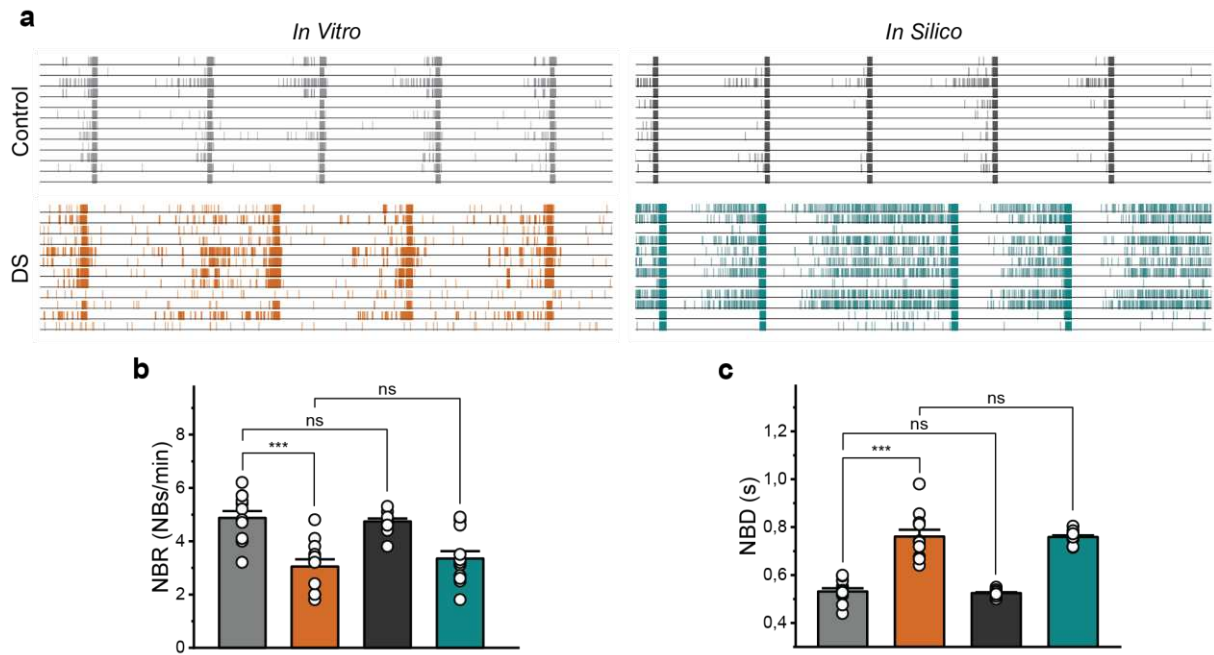 a
In Vitro
In Silico
Control
DS
b
c
NBR (NBs/min)
8
6
4
2
0
ns
ns
***
NBD (s)
1,2
1,0
0,8
0,6
0,4
ns
ns
***